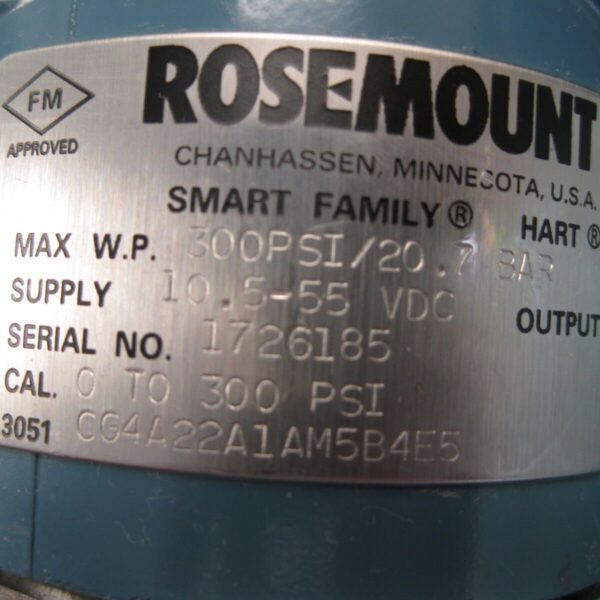 FM
APPROVED
ROSEMOUNT
CHANHASSEN, MINNESOTA, U.S.A.
SMART FAMILY® HART®
MAX W.P. 300PSI/20.7 BAR
SUPPLY 10.5-55 VDC OUTPUT
SERIAL NO. 1726185
CAL. 0 TO 300 PSI
3051 CG4A22A1AM5B4E5